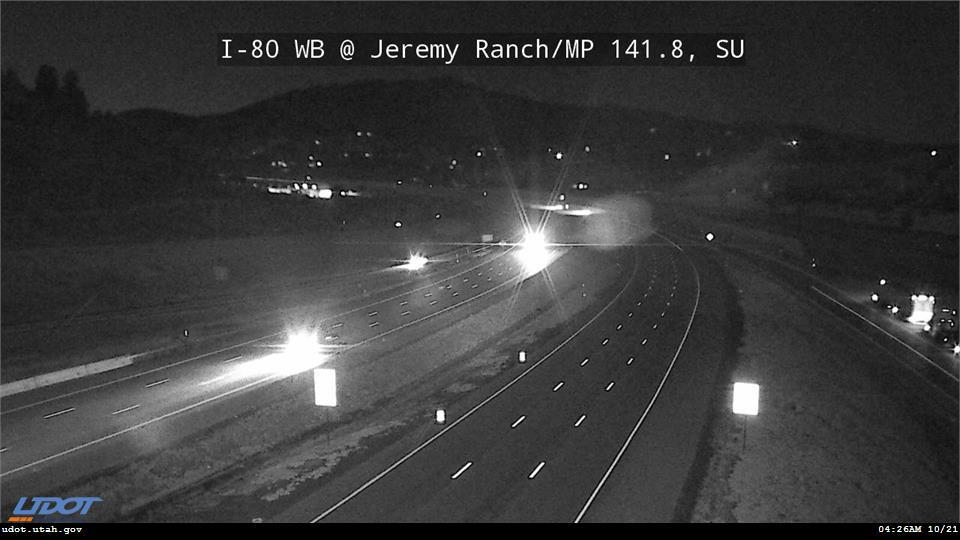 I-80 WB @ Jeremy Ranch/MP 141.8, SU
UDOT
udot.utah.gov 04:26AM 10/21